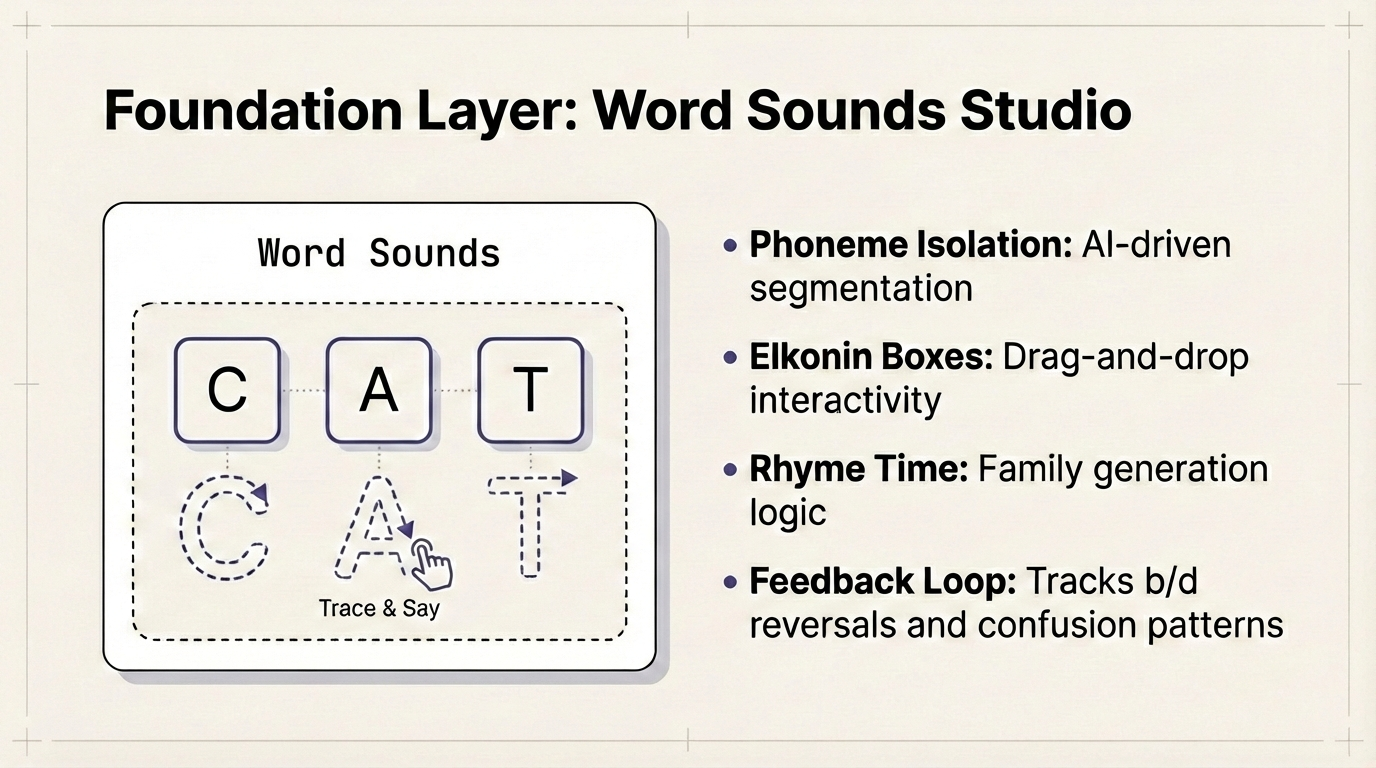 Foundation Layer: Word Sounds Studio
Word Sounds
C A T
C A T
Trace & Say
• Phoneme Isolation: AI-driven
segmentation
• Elkonin Boxes: Drag-and-drop
interactivity
• Rhyme Time: Family generation
logic
• Feedback Loop: Tracks b/d
reversals and confusion patterns